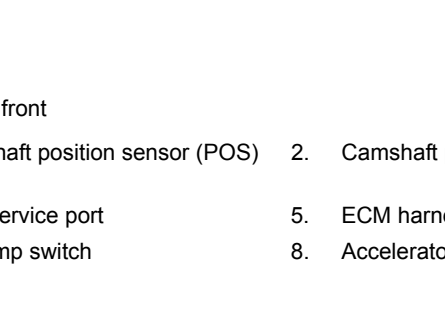 front
haft position sensor (POS) 2. Camshaft
ervice port 5. ECM harn
mp switch 8. Accelerato